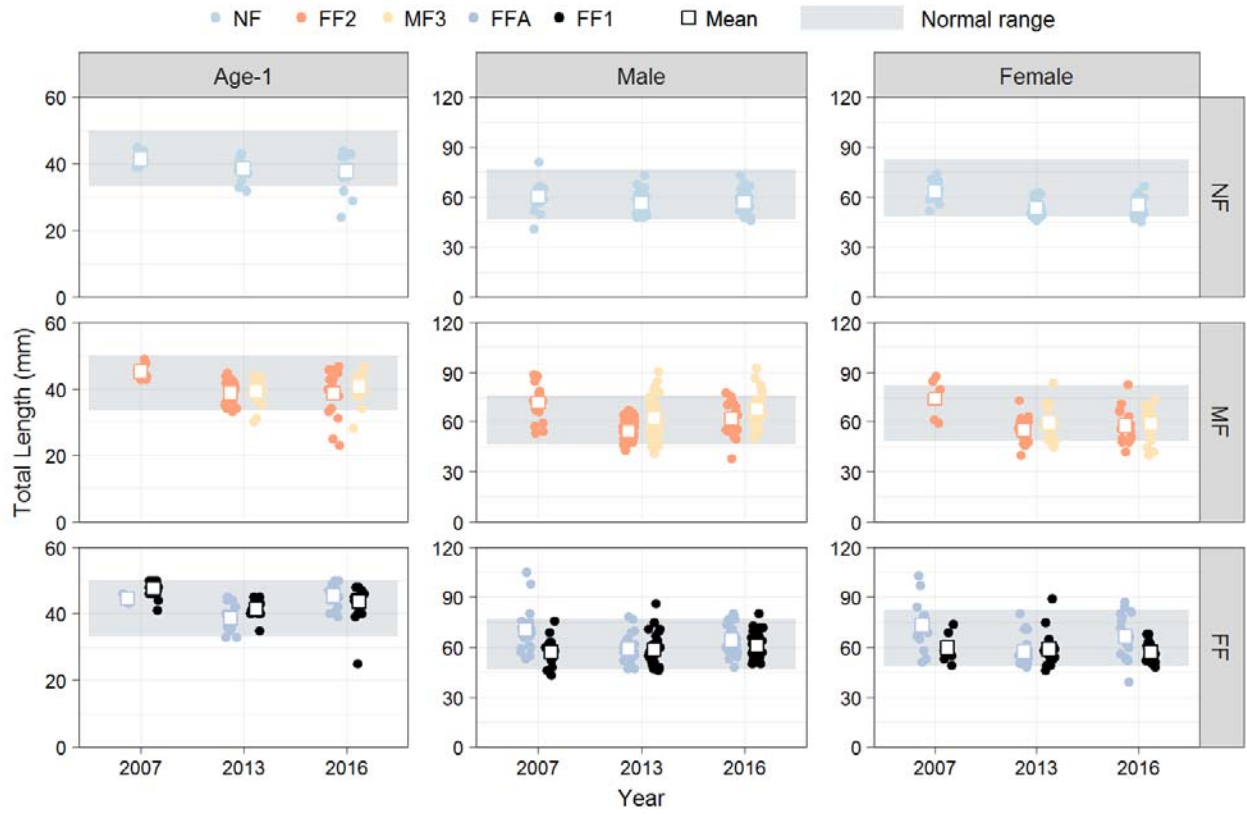 NF FF2 MF3 FFA FF1 Mean Normal range
Age-1 Male Female
60 120 120
40 90 90
60 60
20 30 30
0 0 0
NF
60 120 120
40 90 90
60 60
20 30 30
0 0 0
MF
60 120 120
40 90 90
60 60
20 30 30
0 0 0
FF
2007 2013 2016 2007 2013 2016 2007 2013 2016
Total Length (mm)
Year